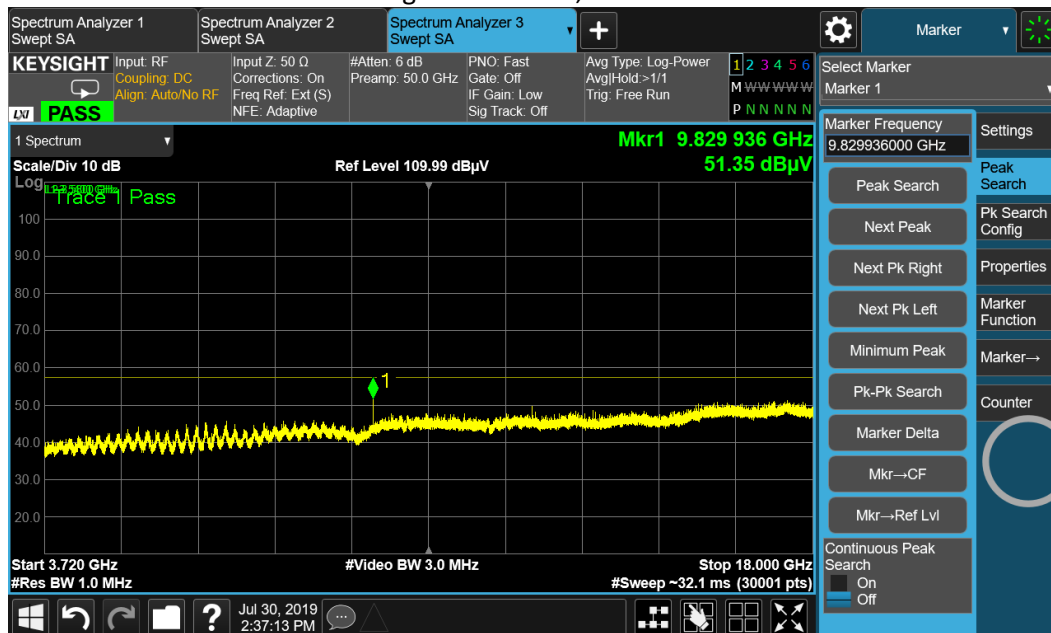 Spectrum Analyzer 1
Swept SA
Spectrum Analyzer 2
Swept SA
Spectrum Analyzer 3
Swept SA
Marker
KEYSIGHT
LXI PASS
Input: RF
Coupling: DC
Align: Auto/No RF
Input Z: 50 Ω
Corrections: On
Freq Ref: Ext (S)
NFE: Adaptive
#Atten: 6 dB
Preamp: 50.0 GHz
PNO: Fast
Gate: Off
IF Gain: Low
Sig Track: Off
Avg Type: Log-Power
Avg|Hold:>1/1
Trig: Free Run
1 2 3 4 5 6
M W W W W W
P N N N N N
Select Marker
Marker 1
1 Spectrum
Mkr1 9.829 936 GHz
Scale/Div 10 dB
Ref Level 109.99 dBµV
51.35 dBµV
Log
Trace 1 Pass
100
90.0
80.0
70.0
60.0
50.0
40.0
30.0
20.0
1
Start 3.720 GHz
#Video BW 3.0 MHz
Stop 18.000 GHz
#Res BW 1.0 MHz
#Sweep ~32.1 ms (30001 pts)
Marker Frequency
9.829936000 GHz
Peak Search
Next Peak
Next Pk Right
Next Pk Left
Minimum Peak
Pk-Pk Search
Marker Delta
Mkr→CF
Mkr→Ref Lvl
Continuous Peak
Search
On
Off
Settings
Peak
Search
Pk Search
Config
Properties
Marker
Function
Marker→
Counter
?
Jul 30, 2019
2:37:13 PM